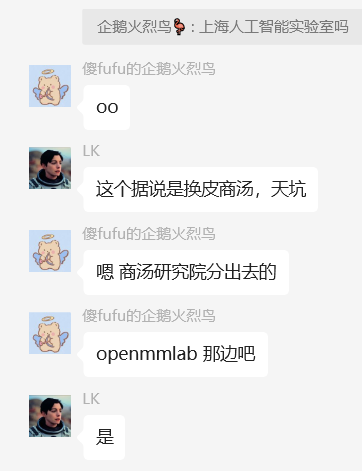 企鹅火烈鸟🦩: 上海人工智能实验室吗
傻fufu的企鹅火烈鸟
oo
LK
这个据说是换皮商汤，天坑
傻fufu的企鹅火烈鸟
嗯 商汤研究院分出去的
傻fufu的企鹅火烈鸟
openmmlab 那边吧
LK
是